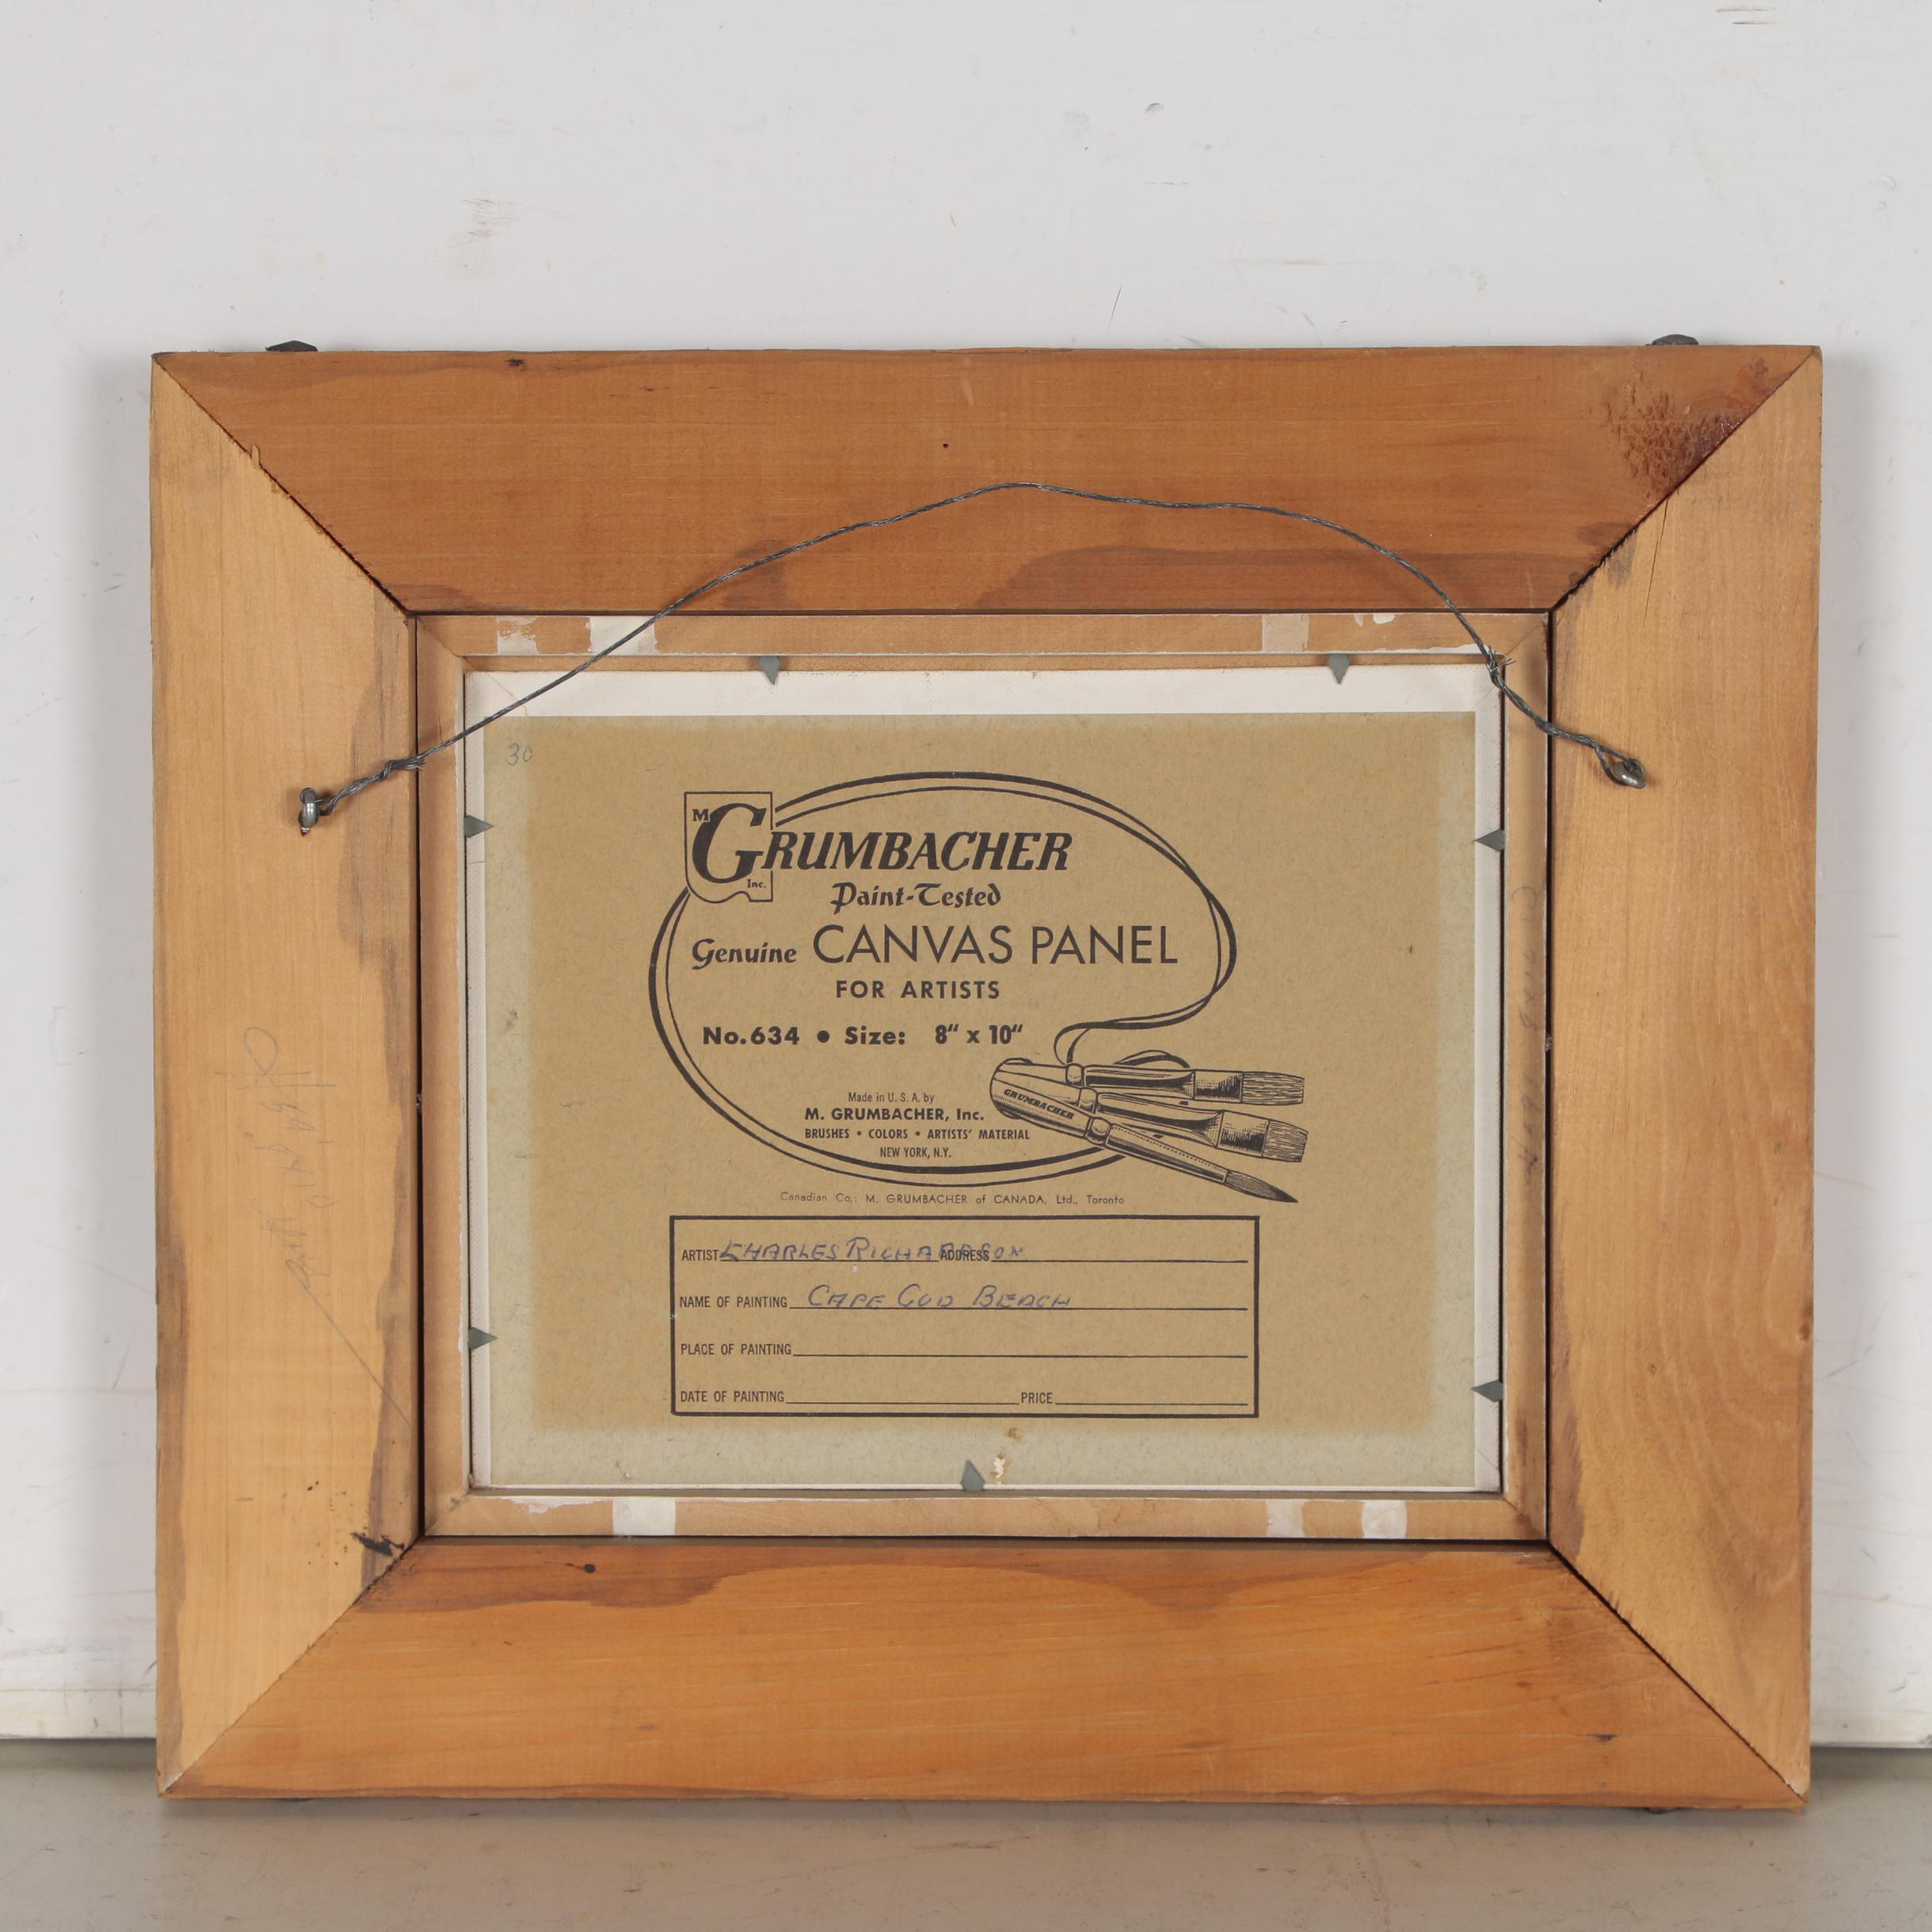 30
M GRUMBACHER Inc.
Paint-Tested
Genuine CANVAS PANEL
FOR ARTISTS
No. 634 • Size: 8" x 10"
Made in U.S.A. by
M. GRUMBACHER, Inc.
BRUSHES • COLORS • ARTISTS' MATERIAL
NEW YORK, N.Y.
GRUMBACHER
Canadian Co.: M. GRUMBACHER of CANADA, Ltd., Toronto
ARTIST CHARLES RICHARDSON ADDRESS
NAME OF PAINTING CAPE COD BEACH
PLACE OF PAINTING
DATE OF PAINTING PRICE